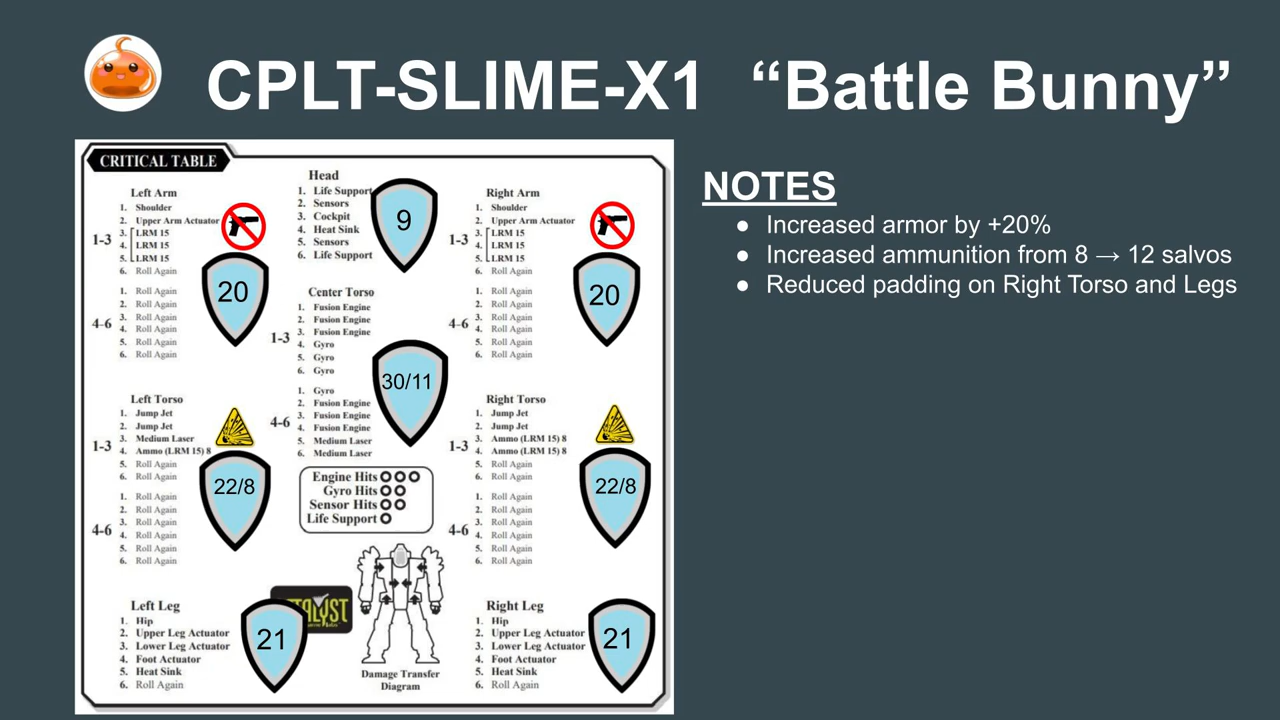 CPLT-SLIME-X1 “Battle Bunny”
CRITICAL TABLE
Left Arm
1. Shoulder
2. Upper Arm Actuator
3. LRM 15
1-3 4. LRM 15
5. LRM 15
6. Roll Again
20
1. Roll Again
2. Roll Again
3. Roll Again
4-6 4. Roll Again
5. Roll Again
6. Roll Again
Left Torso
1. Jump Jet
2. Jump Jet
3. Medium Laser
1-3 4. Ammo (LRM 15) 8
5. Roll Again
6. Roll Again
22/8
1. Roll Again
2. Roll Again
3. Roll Again
4-6 4. Roll Again
5. Roll Again
6. Roll Again
Left Leg
1. Hip
2. Upper Leg Actuator
3. Lower Leg Actuator
4. Foot Actuator
5. Heat Sink
6. Roll Again
21
Head
1. Life Support
2. Sensors
3. Cockpit
4. Heat Sink
5. Sensors
6. Life Support
9
Center Torso
1. Fusion Engine
2. Fusion Engine
3. Fusion Engine
1-3 4. Gyro
5. Gyro
6. Gyro
30/11
1. Gyro
2. Fusion Engine
3. Fusion Engine
4-6 4. Fusion Engine
5. Medium Laser
6. Medium Laser
Engine Hits
Gyro Hits
Sensor Hits
Life Support
Damage Transfer
Diagram
Right Arm
1. Shoulder
2. Upper Arm Actuator
3. LRM 15
1-3 4. LRM 15
5. LRM 15
6. Roll Again
20
1. Roll Again
2. Roll Again
3. Roll Again
4-6 4. Roll Again
5. Roll Again
6. Roll Again
Right Torso
1. Jump Jet
2. Jump Jet
3. Ammo (LRM 15) 8
1-3 4. Ammo (LRM 15) 8
5. Roll Again
6. Roll Again
22/8
1. Roll Again
2. Roll Again
3. Roll Again
4-6 4. Roll Again
5. Roll Again
6. Roll Again
Right Leg
1. Hip
2. Upper Leg Actuator
3. Lower Leg Actuator
4. Foot Actuator
5. Heat Sink
6. Roll Again
21
NOTES
● Increased armor by +20%
● Increased ammunition from 8 → 12 salvos
● Reduced padding on Right Torso and Legs